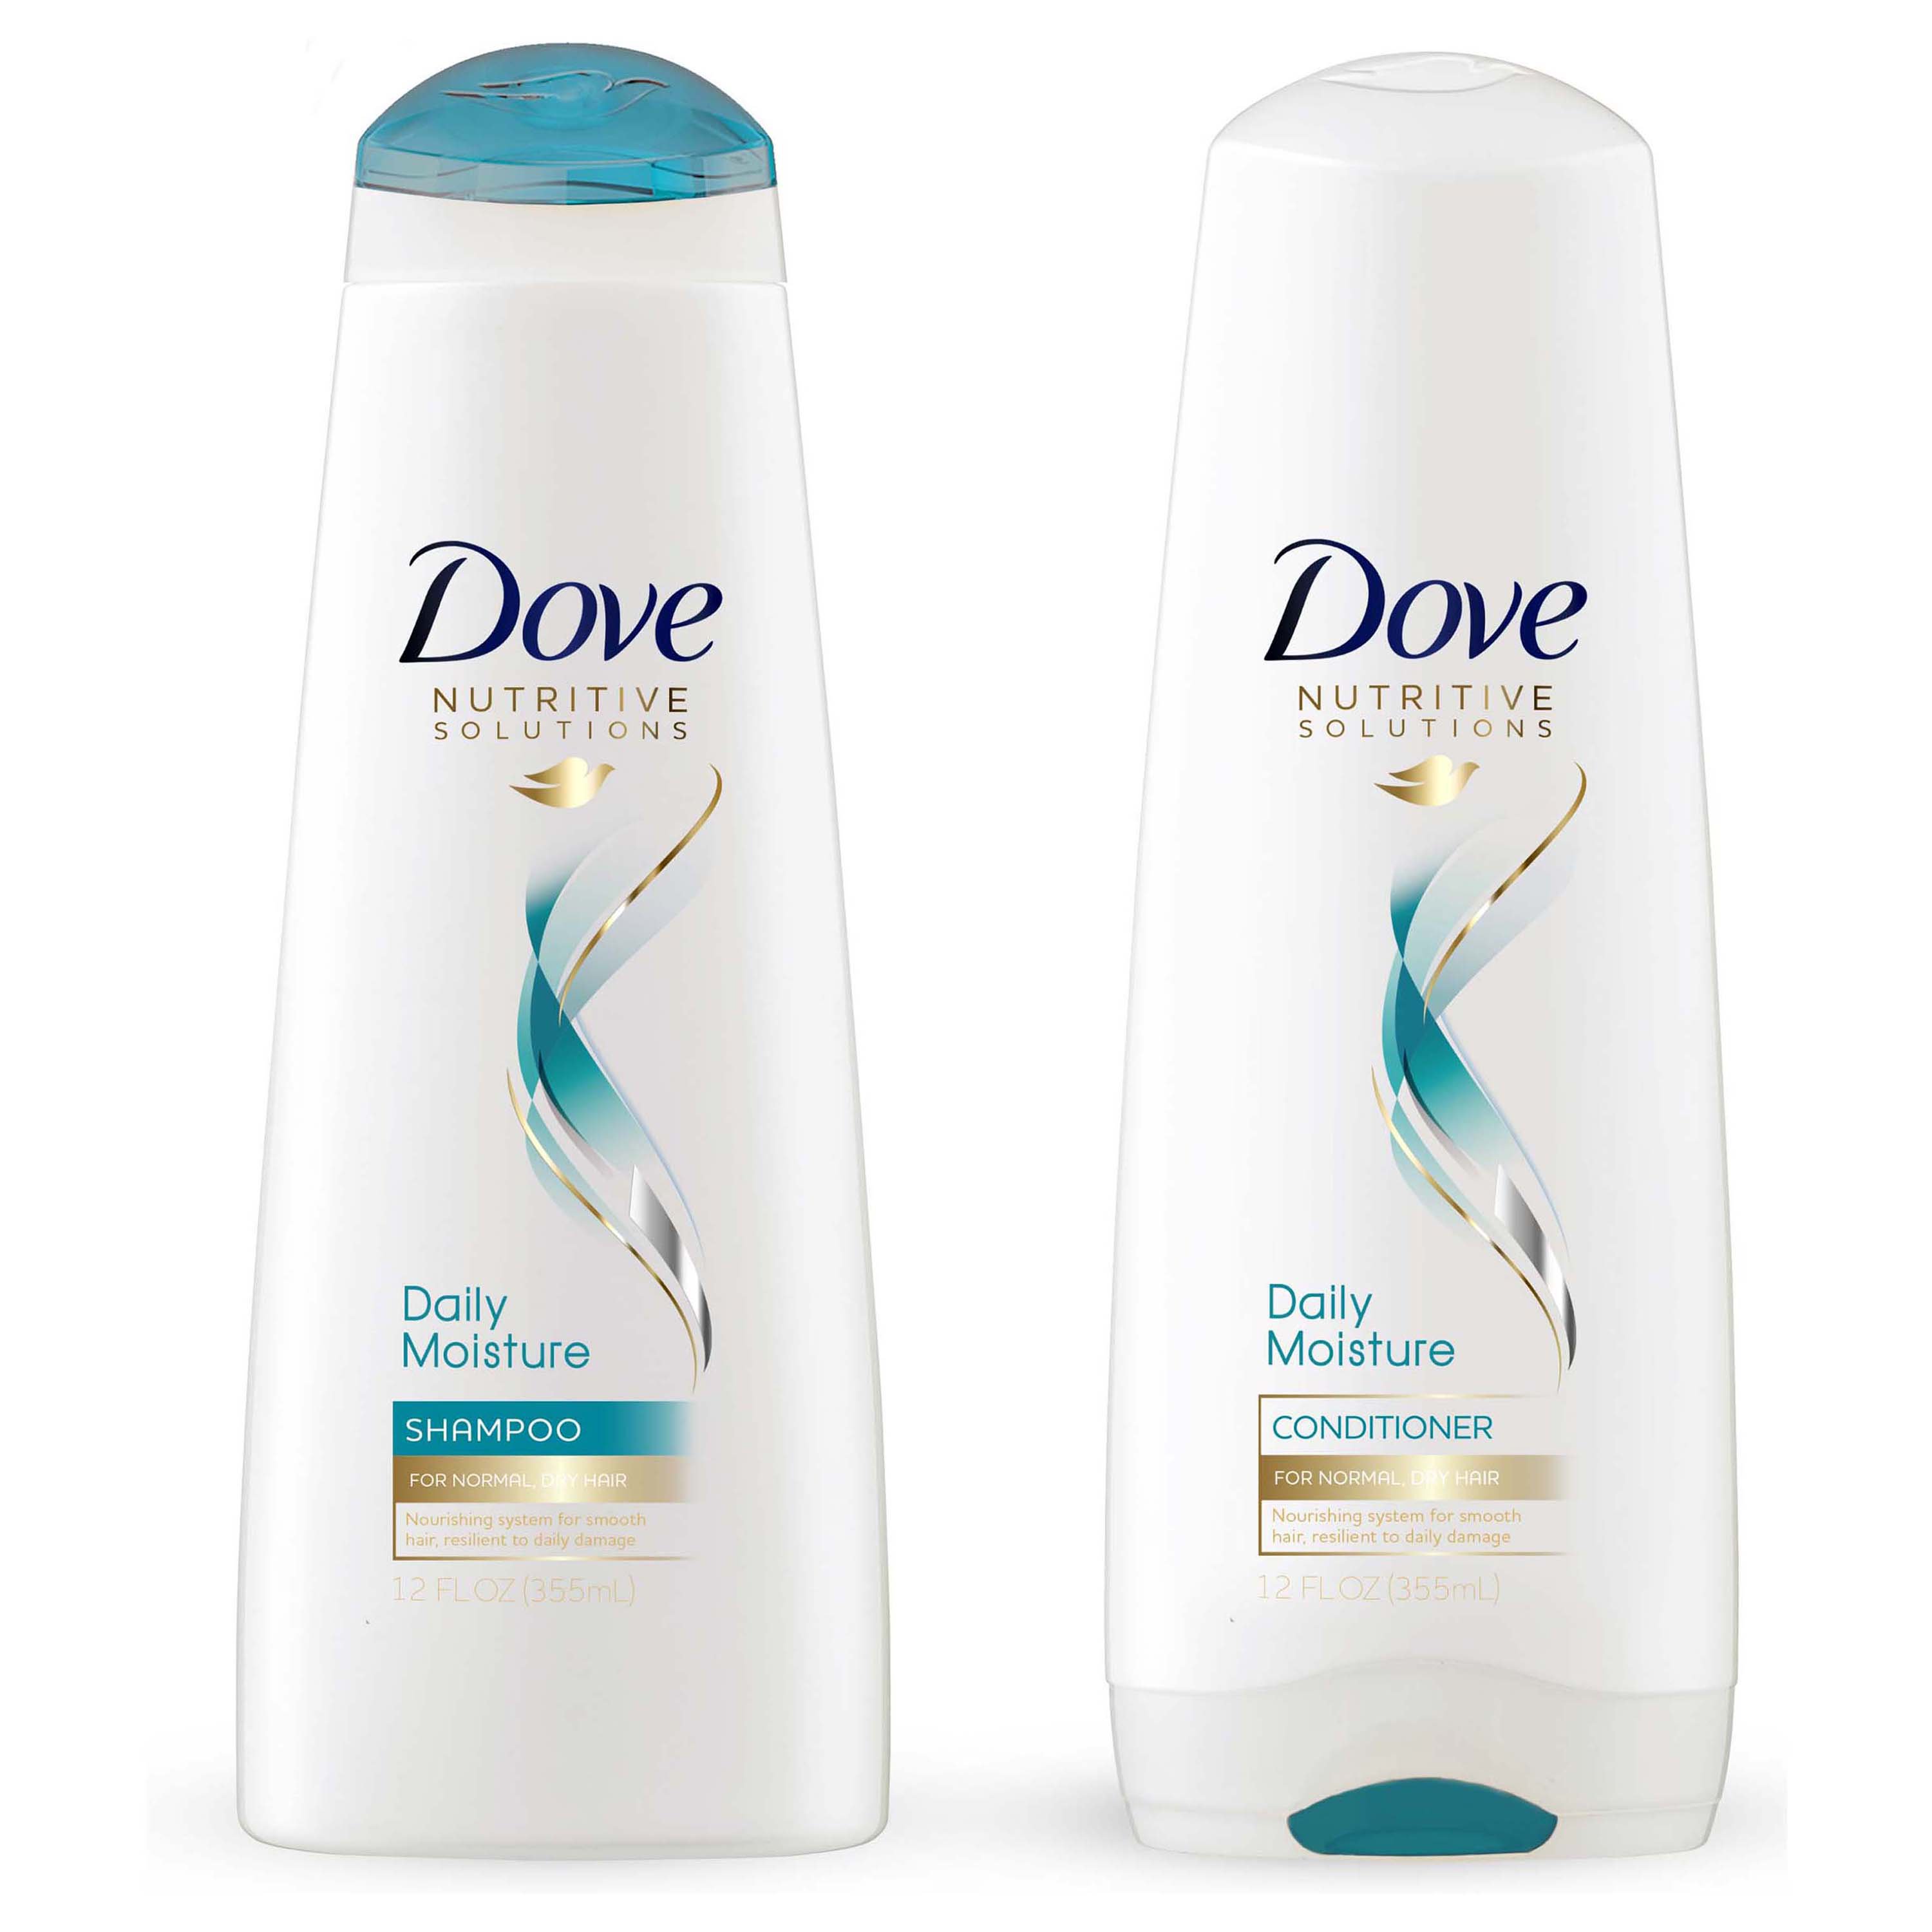 Dove
NUTRITIVE
SOLUTIONS
Daily
Moisture
SHAMPOO
FOR NORMAL, DRY HAIR
Nourishing system for smooth
hair, resilient to daily damage
12 FL OZ (355mL)
Dove
NUTRITIVE
SOLUTIONS
Daily
Moisture
CONDITIONER
FOR NORMAL, DRY HAIR
Nourishing system for smooth
hair, resilient to daily damage
12 FL OZ (355mL)